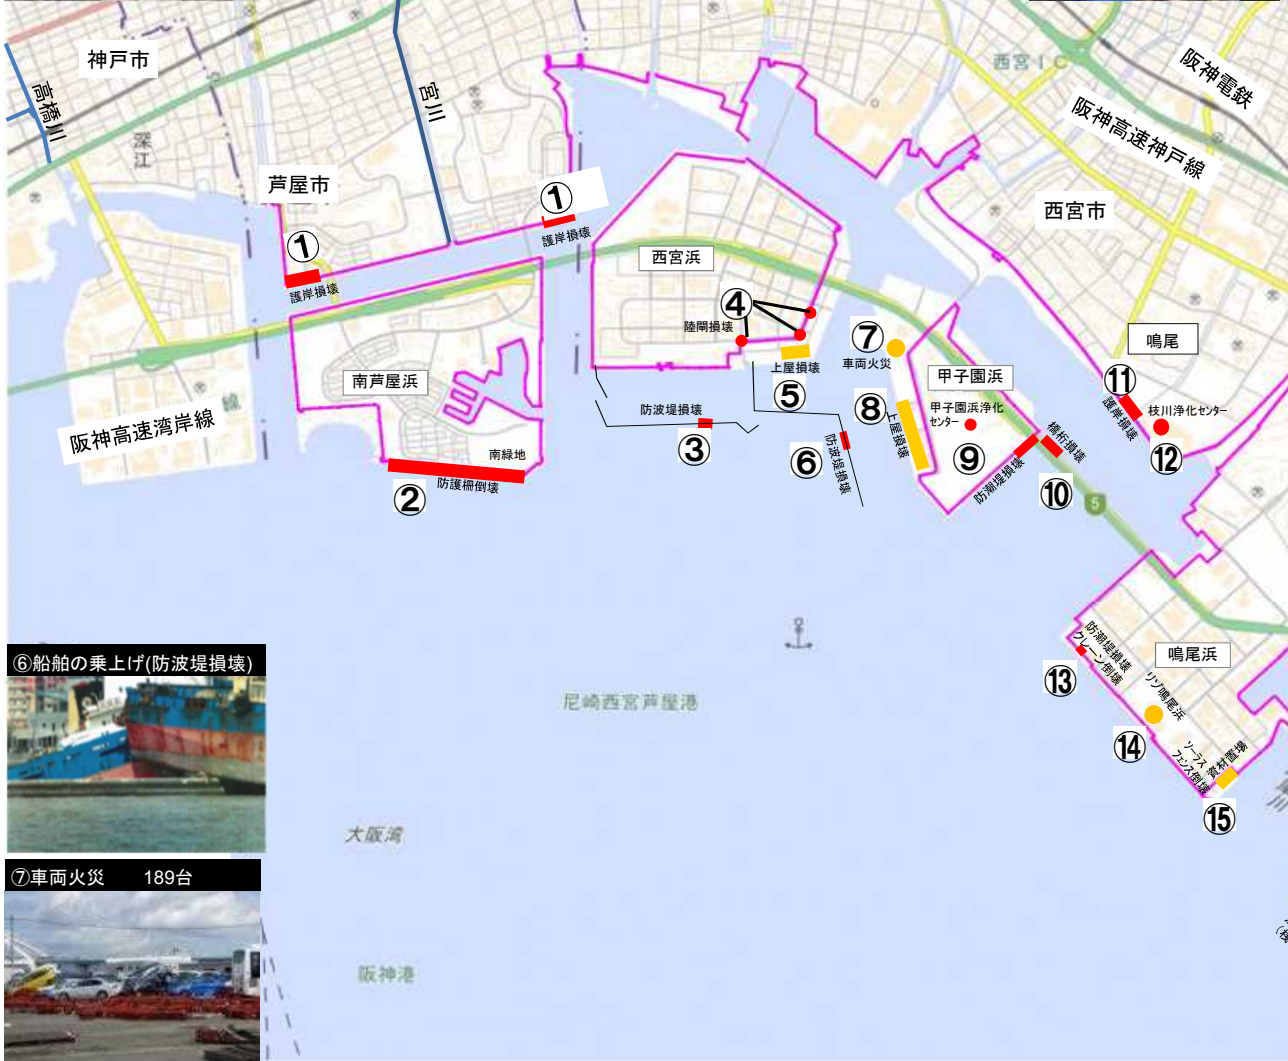 神戸市
高橋川
深江
芦屋市
宮川
西宮IC
阪神電鉄
阪神高速神戸線
西宮市
①
護岸損壊
①
護岸損壊
西宮浜
④
陸閘損壊
上屋損壊
⑤
⑦
車両火災
鳴尾
⑪
護岸損壊
枝川浄化センター
⑫
甲子園浜
甲子園浜浄化
センター
⑨
⑧
上屋損壊
南芦屋浜
阪神高速湾岸線
線
南緑地
防護柵倒壊
②
防波堤損壊
③
⑥
防波堤損壊
防潮堤損壊
橋桁損壊
⑩
5
防潮堤損壊
クレーン倒壊
⑬
鳴尾浜
リゾ鳴尾浜
⑭
ソーラス
フェンス倒壊
資材置場
⑮
尼崎西宮芦屋港
大阪湾
阪神港
⑥船舶の乗上げ(防波堤損壊)
⑦車両火災 189台